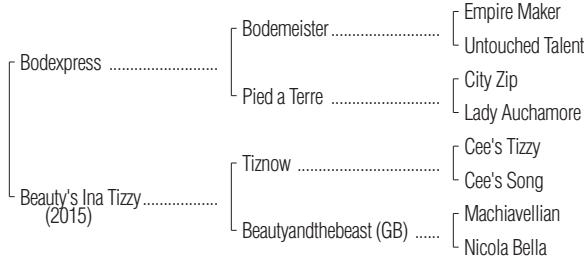 Empire Maker
Bodemeister
Untouched Talent
Bodexpress
City Zip
Pied a Terre
Lady Auchamore
Cee's Tizzy
Tiznow
Cee's Song
Beauty's Ina Tizzy
(2015)
Machiavellian
Beautyandthebeast (GB)
Nicola Bella